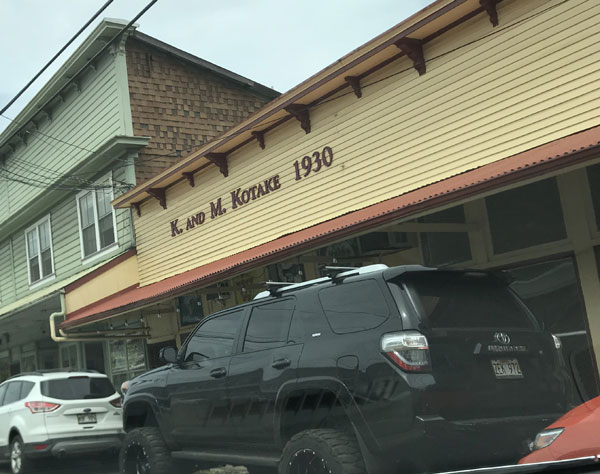 K. AND M. KOTAKE 1930